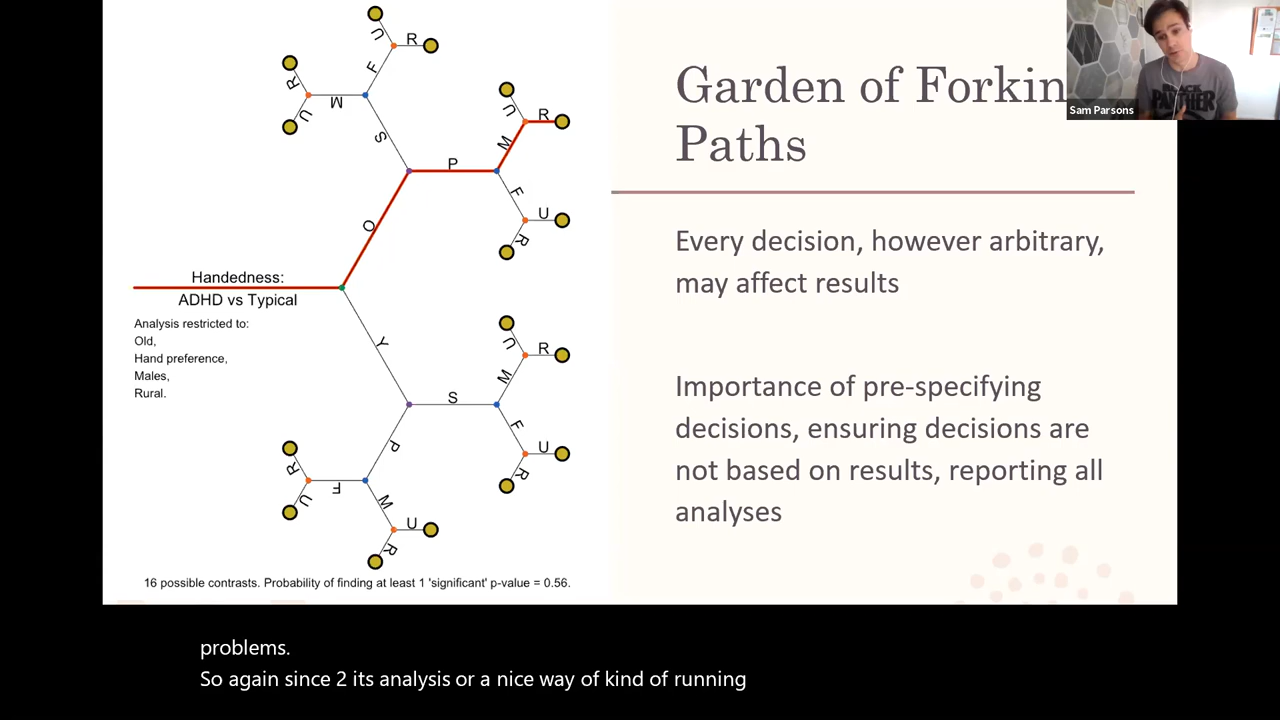 Garden of Forkin
Paths
Sam Parsons
BLACK
PANTHER
Every decision, however arbitrary,
may affect results
Importance of pre-specifying
decisions, ensuring decisions are
not based on results, reporting all
analyses
Handedness:
ADHD vs Typical
Analysis restricted to:
Old,
Hand preference,
Males,
Rural.
O
S
M
R
U
F
U
R
P
M
U
R
F
U
R
Y
S
M
U
R
F
U
R
P
F
R
U
M
U
R
16 possible contrasts. Probability of finding at least 1 'significant' p-value = 0.56.
problems.
So again since 2 its analysis or a nice way of kind of running